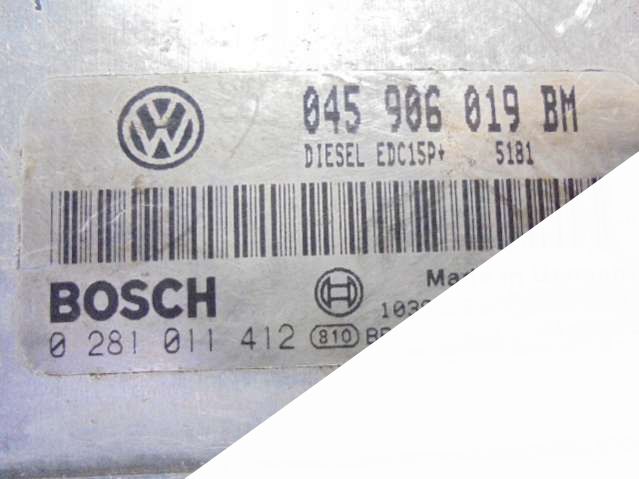 045 906 019 BM
DIESEL EDC15P+ 5181
BOSCH
0 281 011 412 810